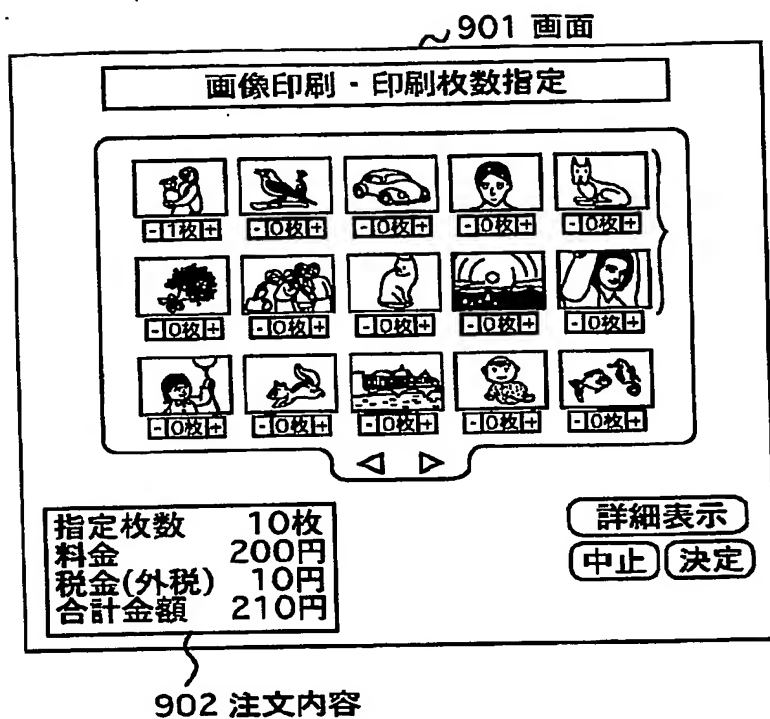 901 画面
画像印刷・印刷枚数指定
- 1枚 + - 0枚 + - 0枚 + - 0枚 + - 0枚 +
- 0枚 + - 0枚 + - 0枚 + - 0枚 + - 0枚 +
- 0枚 + - 0枚 + - 0枚 + - 0枚 + - 0枚 +
指定枚数 10枚
料金 200円
税金(外税) 10円
合計金額 210円
詳細表示
中止 決定
902 注文内容